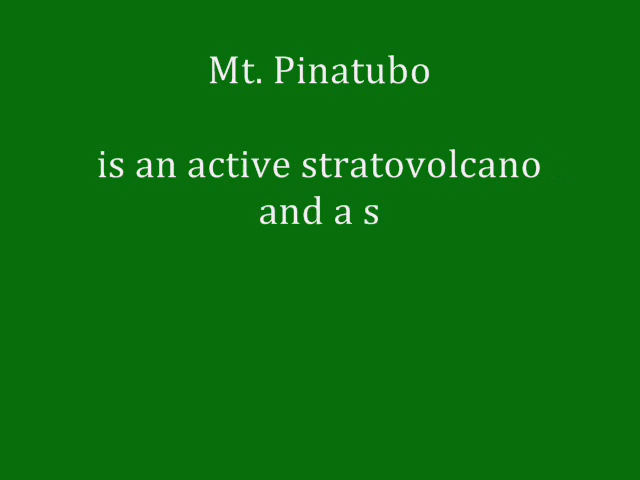 Mt. Pinatubo
is an active stratovolcano
and a s